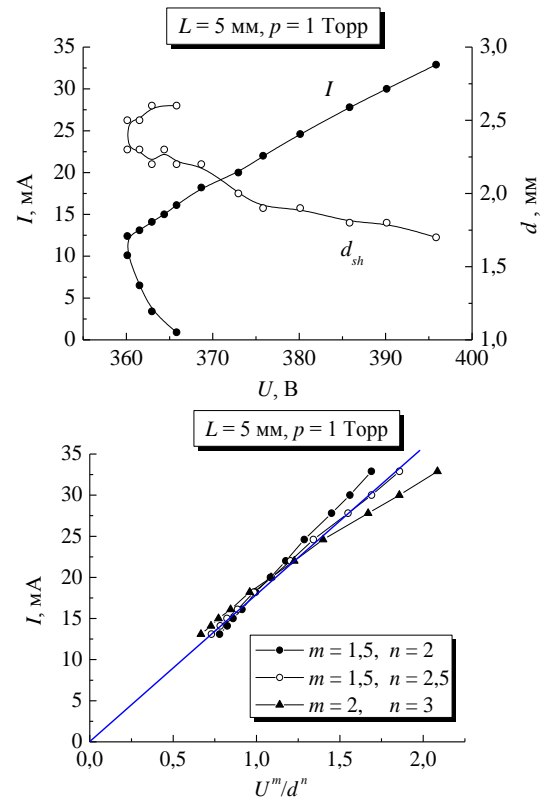 L = 5 мм, p = 1 Торр
35
30
25
20
15
10
5
0
I, мА
3,0
2,5
2,0
1,5
1,0
d, мм
I
d_sh
360 370 380 390 400
U, В
L = 5 мм, p = 1 Торр
35
30
25
20
15
10
5
0
I, мА
m = 1,5, n = 2
m = 1,5, n = 2,5
m = 2, n = 3
0,0 0,5 1,0 1,5 2,0
U^m/d^n